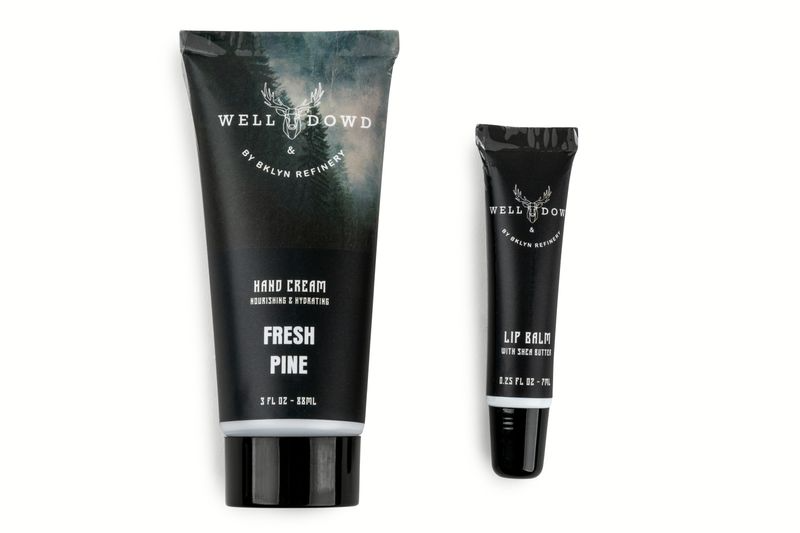 WELL DOWD
&
BY BKLYN REFINERY
HAND CREAM
NOURISHING & HYDRATING
FRESH
PINE
3 FL OZ - 88ML
WELL DOW
&
BY BKLYN REFINERY
LIP BALM
WITH SHEA BUTTER
0.25 FL OZ - 7ML